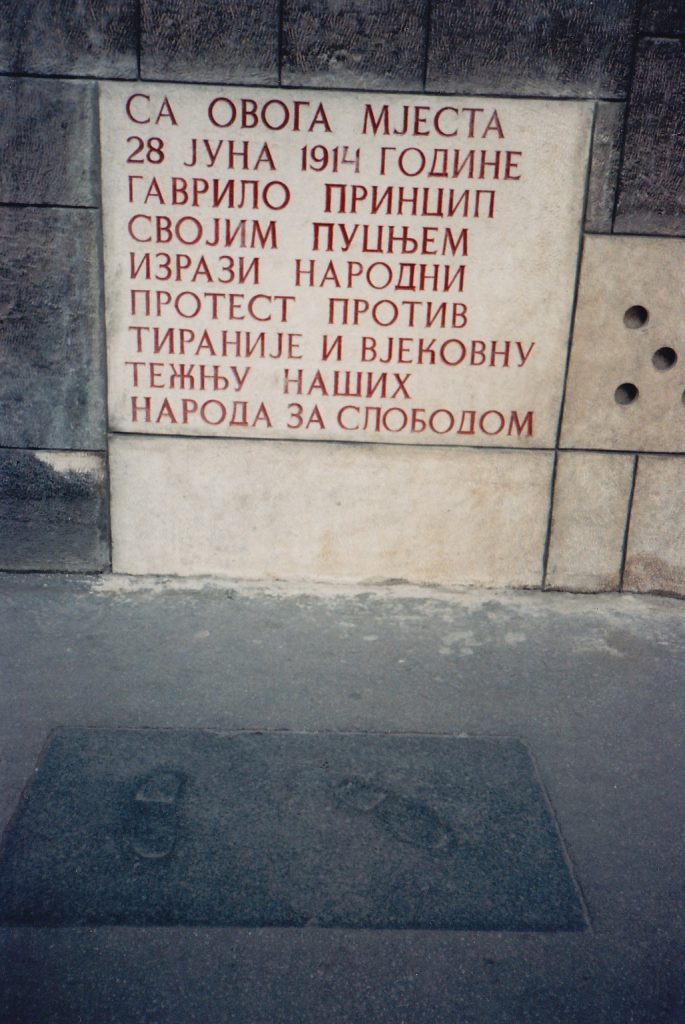 СА ОВОГА МЈЕСТА
28 ЈУНА 1914 ГОДИНЕ
ГАВРИЛО ПРИНЦИП
СВОЈИМ ПУЦЊЕМ
ИЗРАЗИ НАРОДНИ
ПРОТЕСТ ПРОТИВ
ТИРАНИЈЕ И ВЈЕКОВНУ
ТЕЖЊУ НАШИХ
НАРОДА ЗА СЛОБОДОМ